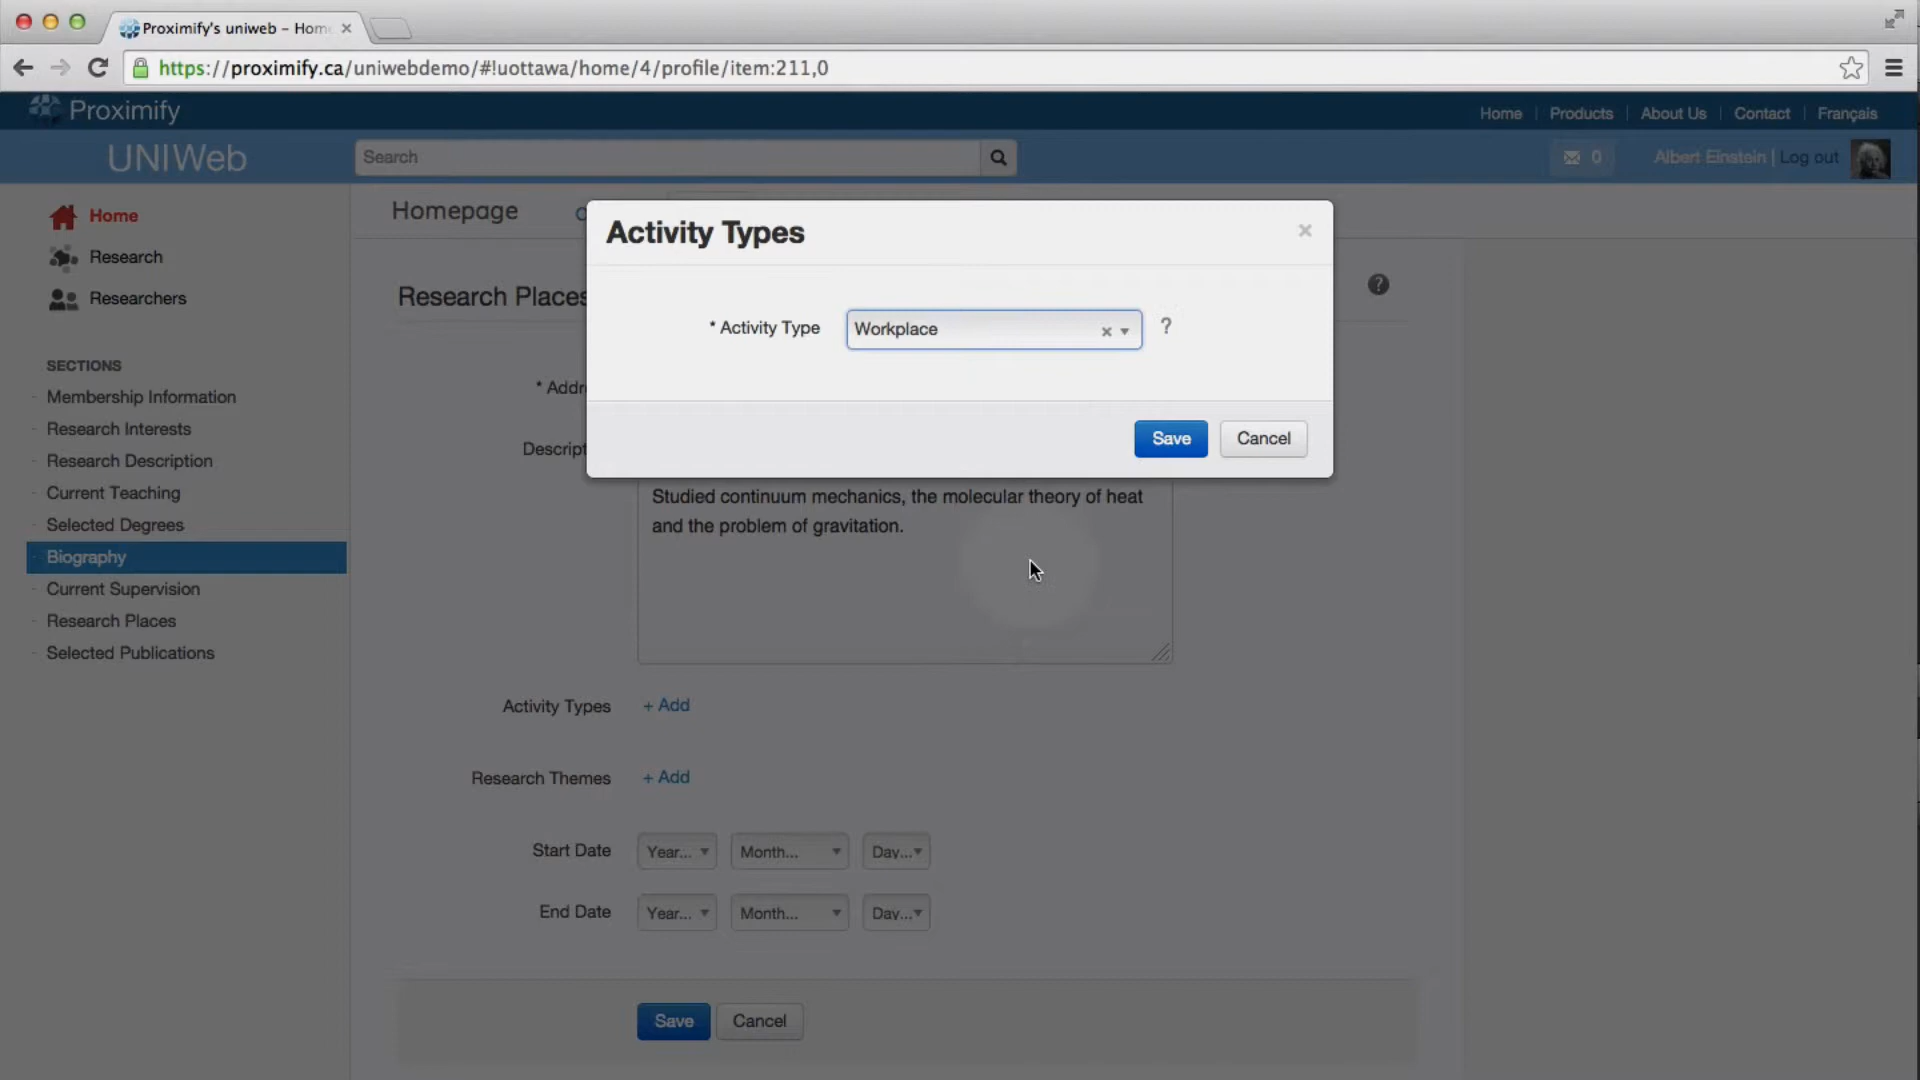 Proximify's uniweb – Hom
https://proximify.ca/uniwebdemo/#!uottawa/home/4/profile/item:211,0
Proximify
Home | Products | About Us | Contact | Français
UNIWeb
Search
0
Albert Einstein | Log out
Home
Research
Researchers
SECTIONS
Membership Information
Research Interests
Research Description
Current Teaching
Selected Degrees
Biography
Current Supervision
Research Places
Selected Publications
Homepage
Activity Types
×
Research Places
?
* Activity Type
Workplace
?
* Addr
Save
Cancel
Descript
Studied continuum mechanics, the molecular theory of heat
and the problem of gravitation.
Activity Types
+ Add
Research Themes
+ Add
Start Date
Year...
Month...
Day...
End Date
Year...
Month...
Day...
Save
Cancel